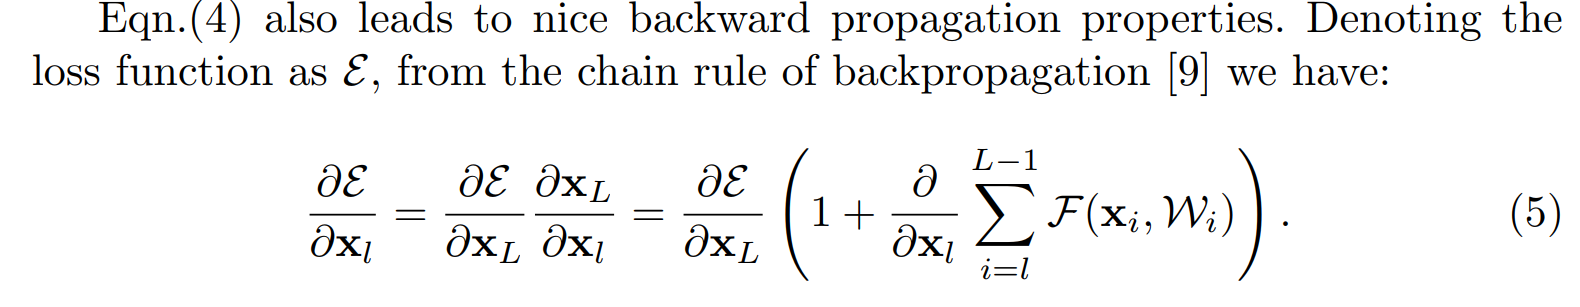 Eqn.(4) also leads to nice backward propagation properties. Denoting the
loss function as ℰ, from the chain rule of backpropagation [9] we have:
∂ℰ/∂𝐱_l = ∂ℰ/∂𝐱_L ∂𝐱_L/∂𝐱_l = ∂ℰ/∂𝐱_L (1 + ∂/∂𝐱_l ∑_{i=l}^{L−1} ℱ(𝐱_i, 𝒲_i)). (5)